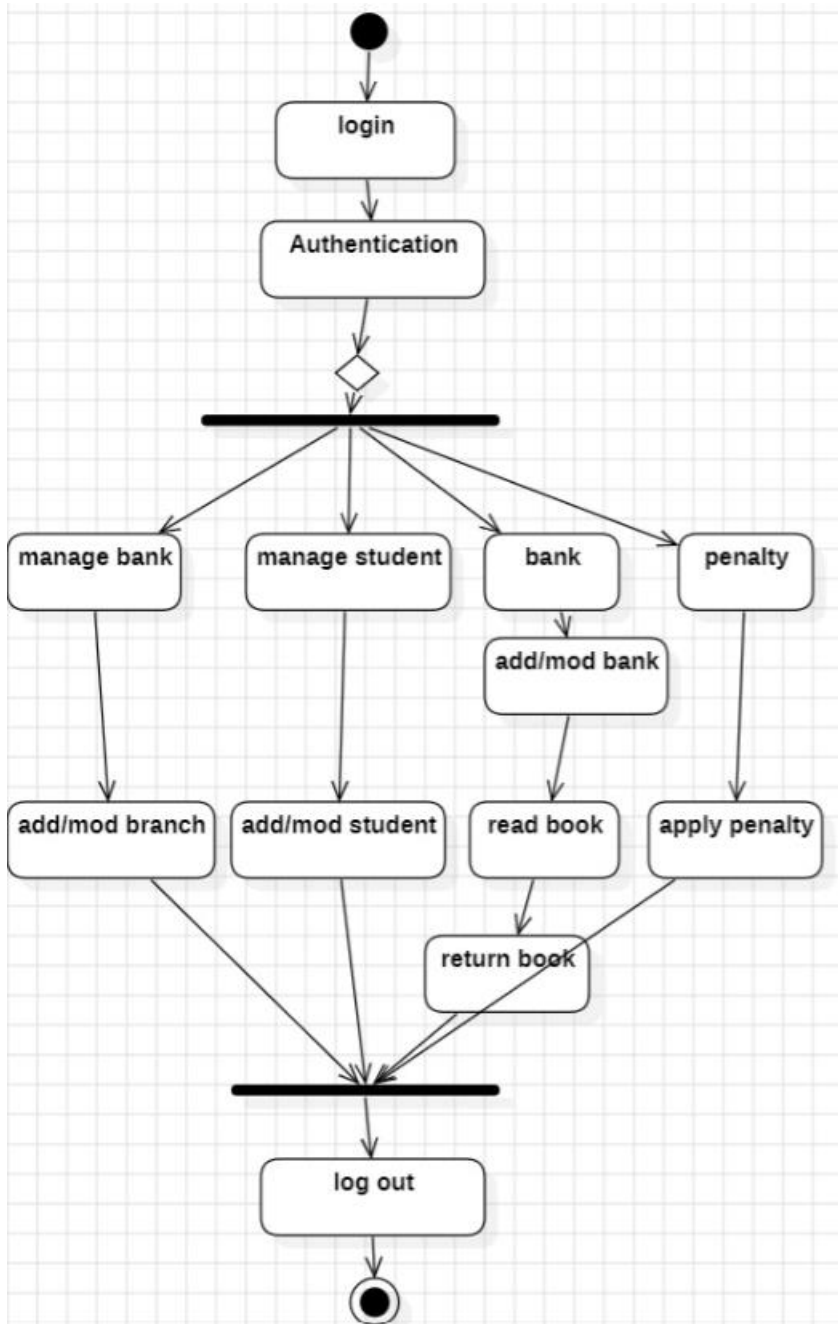 login
Authentication
manage bank
manage student
bank
penalty
add/mod bank
add/mod branch
add/mod student
read book
apply penalty
return book
log out